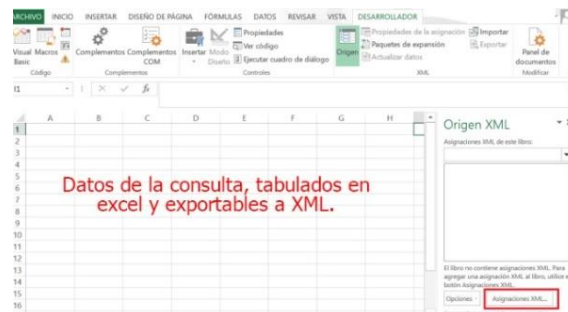 ARCHIVO INICIO INSERTAR DISEÑO DE PÁGINA FÓRMULAS DATOS REVISAR VISTA DESARROLLADOR
Visual Basic
Macros
Complementos
Complementos COM
Insertar
Modo Diseño
Propiedades
Ver código
Ejecutar cuadro de diálogo
Origen
Propiedades de la asignación
Paquetes de expansión
Actualizar datos
Importar
Exportar
Panel de documentos
Código Complementos Controles XML Modificar
I1
fx
A B C D E F G H
1
2
3
4
5
6
7
8
9
10
11
12
13
14
15
16
Datos de la consulta, tabulados en
excel y exportables a XML.
Origen XML
Asignaciones XML de este libro:
El libro no contiene asignaciones XML. Para
agregar una asignación XML al libro, utilice e
botón Asignaciones XML.
Opciones
Asignaciones XML...